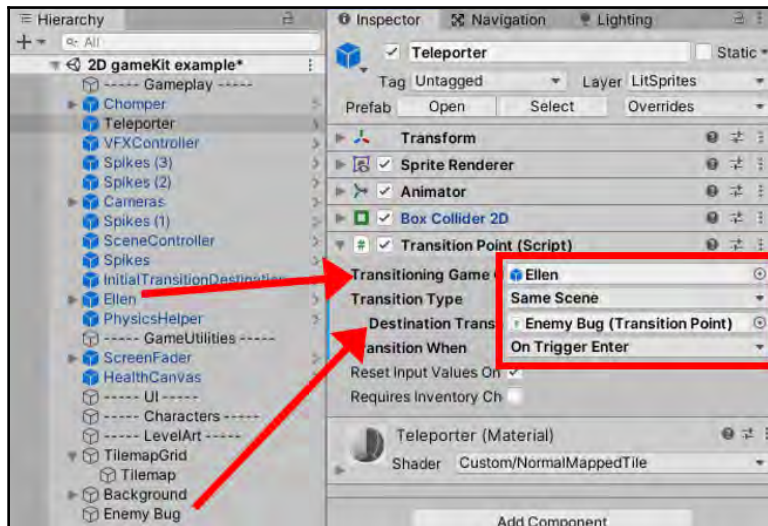 Hierarchy
All
2D gameKit example*
----- Gameplay -----
Chomper
Teleporter
VFXController
Spikes (3)
Spikes (2)
Cameras
Spikes (1)
SceneController
Spikes
InitialTransitionDestination
Ellen
PhysicsHelper
----- GameUtilities -----
ScreenFader
HealthCanvas
----- UI -----
----- Characters -----
----- LevelArt -----
TilemapGrid
Tilemap
Background
Enemy Bug
Inspector Navigation Lighting
Teleporter Static
Tag Untagged Layer LitSprites
Prefab Open Select Overrides
Transform
Sprite Renderer
Animator
Box Collider 2D
# Transition Point (Script)
Transitioning Game Ellen
Transition Type Same Scene
Destination Trans Enemy Bug (Transition Point)
ransition When On Trigger Enter
Reset Input Values On
Requires Inventory Ch
Teleporter (Material)
Shader Custom/NormalMappedTile
Add Component